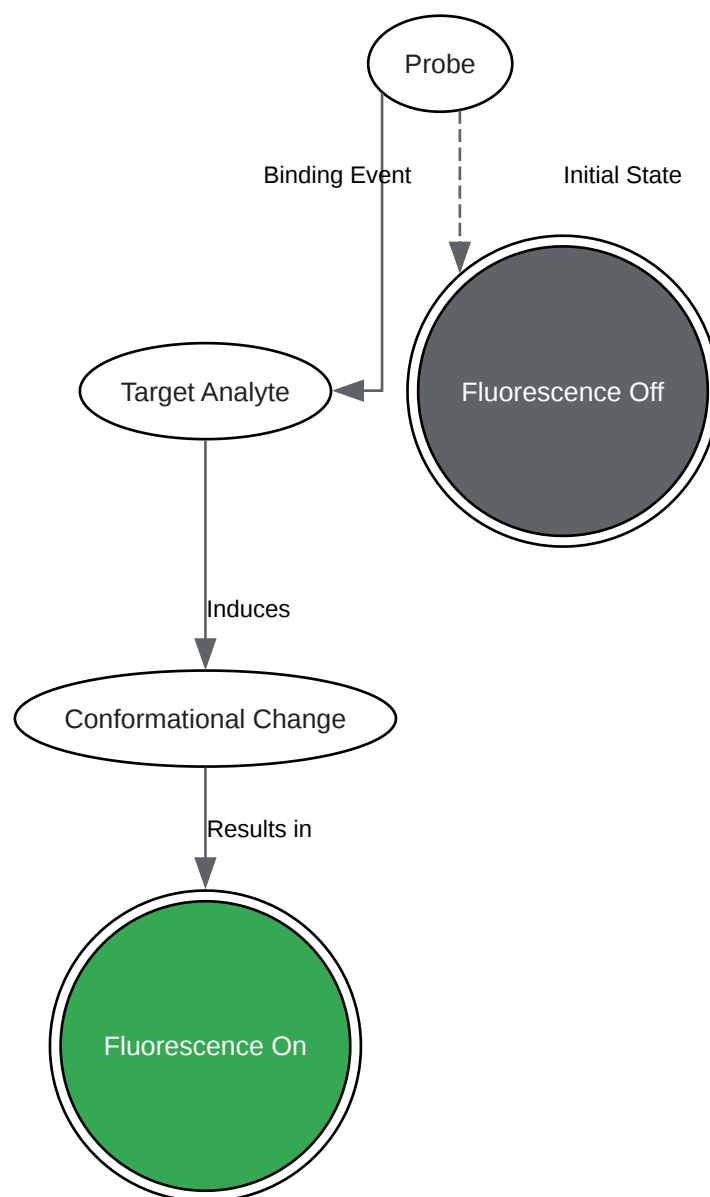 Probe
Binding Event
Initial State
Target Analyte
Fluorescence Off
Induces
Conformational Change
Results in
Fluorescence On